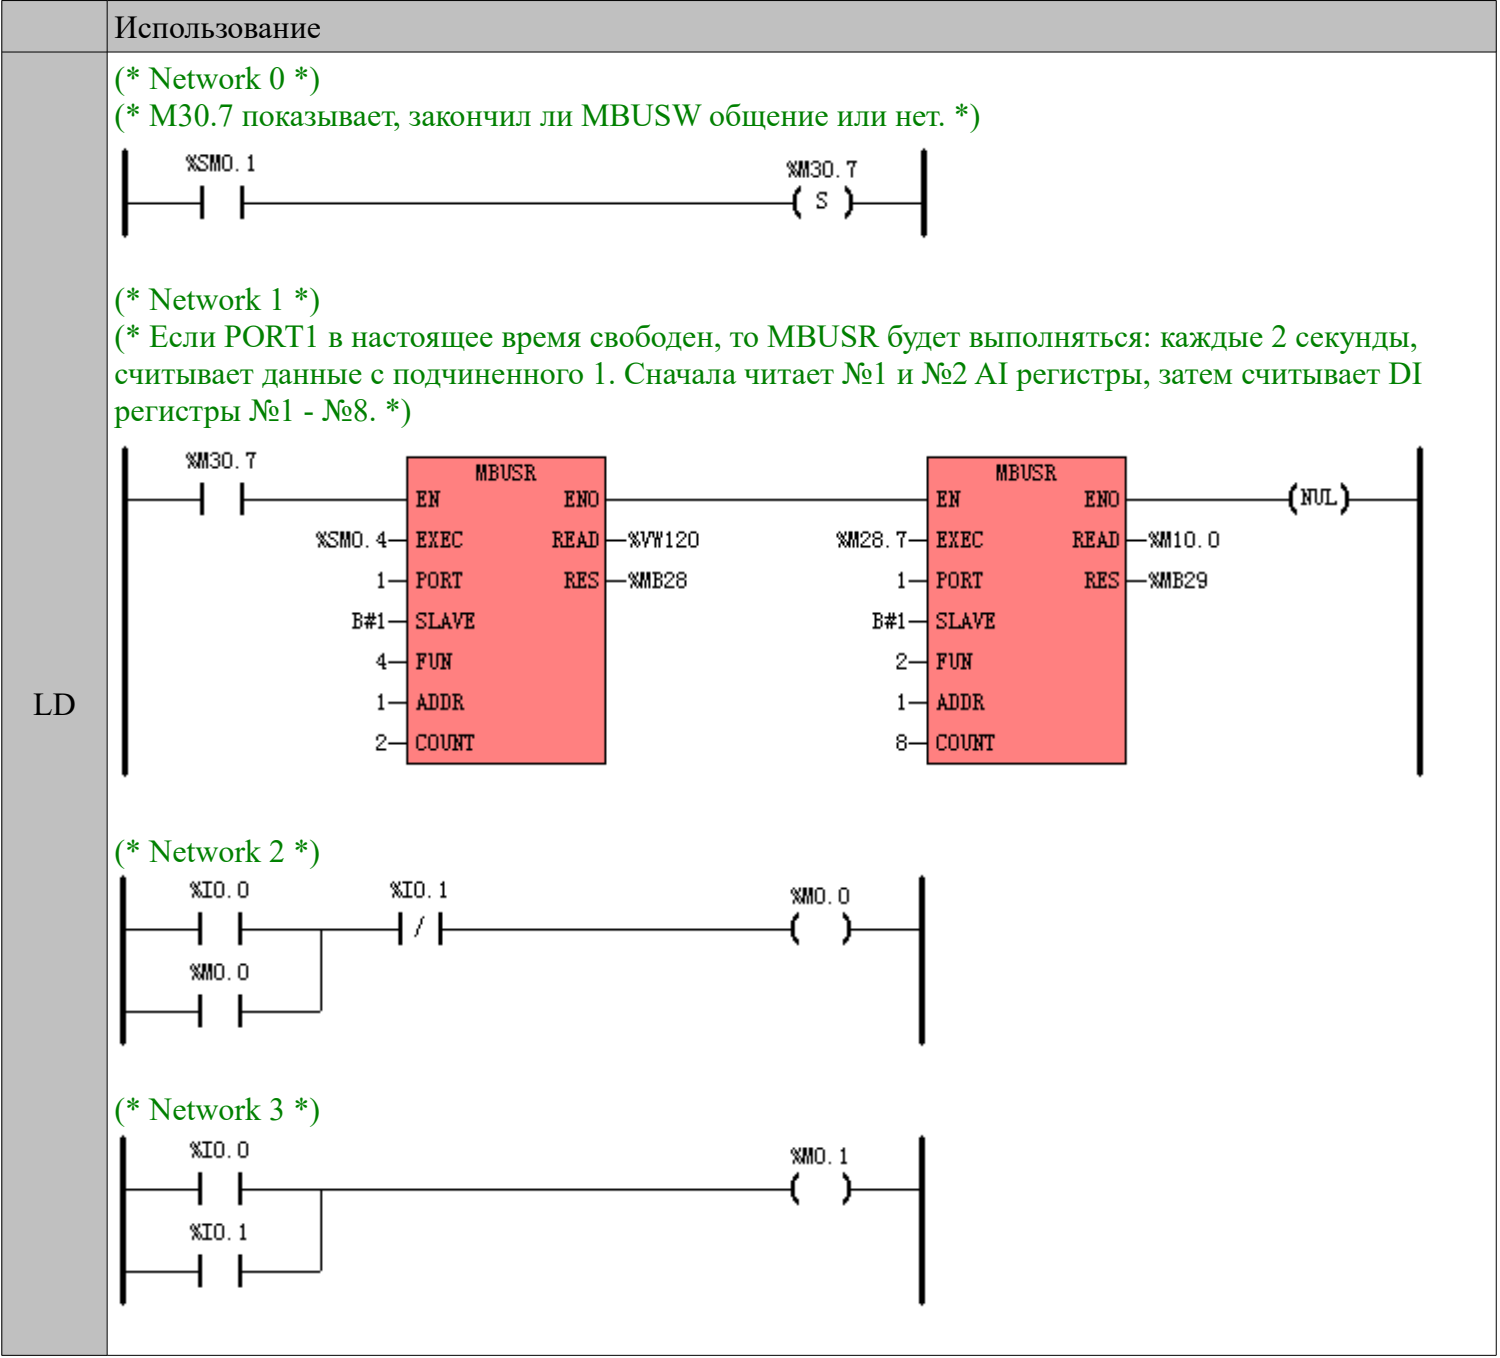 Использование
LD
(* Network 0 *)
(* M30.7 показывает, закончил ли MBUSW общение или нет. *)
%SM0.1
%M30.7
( S )
(* Network 1 *)
(* Если PORT1 в настоящее время свободен, то MBUSR будет выполняться: каждые 2 секунды,
считывает данные с подчиненного 1. Сначала читает №1 и №2 AI регистры, затем считывает DI
регистры №1 - №8. *)
%M30.7
MBUSR
MBUSR
EN ENO
EN ENO
(NUL)
%SM0.4 EXEC READ %VW120
%M28.7 EXEC READ %M10.0
1 PORT RES %MB28
1 PORT RES %MB29
B#1 SLAVE
B#1 SLAVE
4 FUN
2 FUN
1 ADDR
1 ADDR
2 COUNT
8 COUNT
(* Network 2 *)
%I0.0
%I0.1
%M0.0
/
( )
%M0.0
(* Network 3 *)
%I0.0
%M0.1
( )
%I0.1